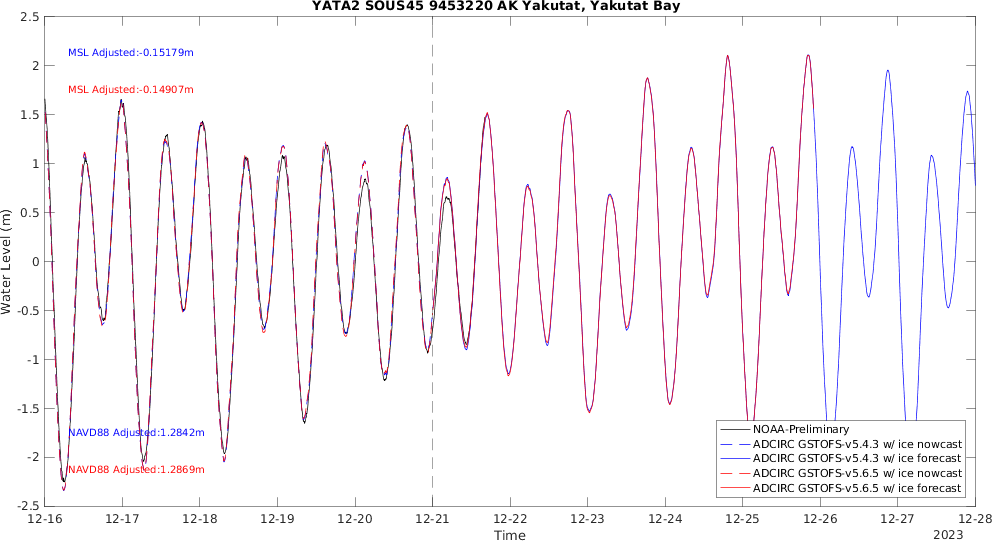 YATA2 SOUS45 9453220 AK Yakutat, Yakutat Bay
MSL Adjusted:-0.15179m
MSL Adjusted:-0.14907m
NAVD88 Adjusted:1.2842m
NAVD88 Adjusted:1.2869m
Water Level (m)
2.5
2
1.5
1
0.5
0
-0.5
-1
-1.5
-2
-2.5
NOAA-Preliminary
ADCIRC GSTOFS-v5.4.3 w/ ice nowcast
ADCIRC GSTOFS-v5.4.3 w/ ice forecast
ADCIRC GSTOFS-v5.6.5 w/ ice nowcast
ADCIRC GSTOFS-v5.6.5 w/ ice forecast
12-16 12-17 12-18 12-19 12-20 12-21 12-22 12-23 12-24 12-25 12-26 12-27 12-28
Time
2023